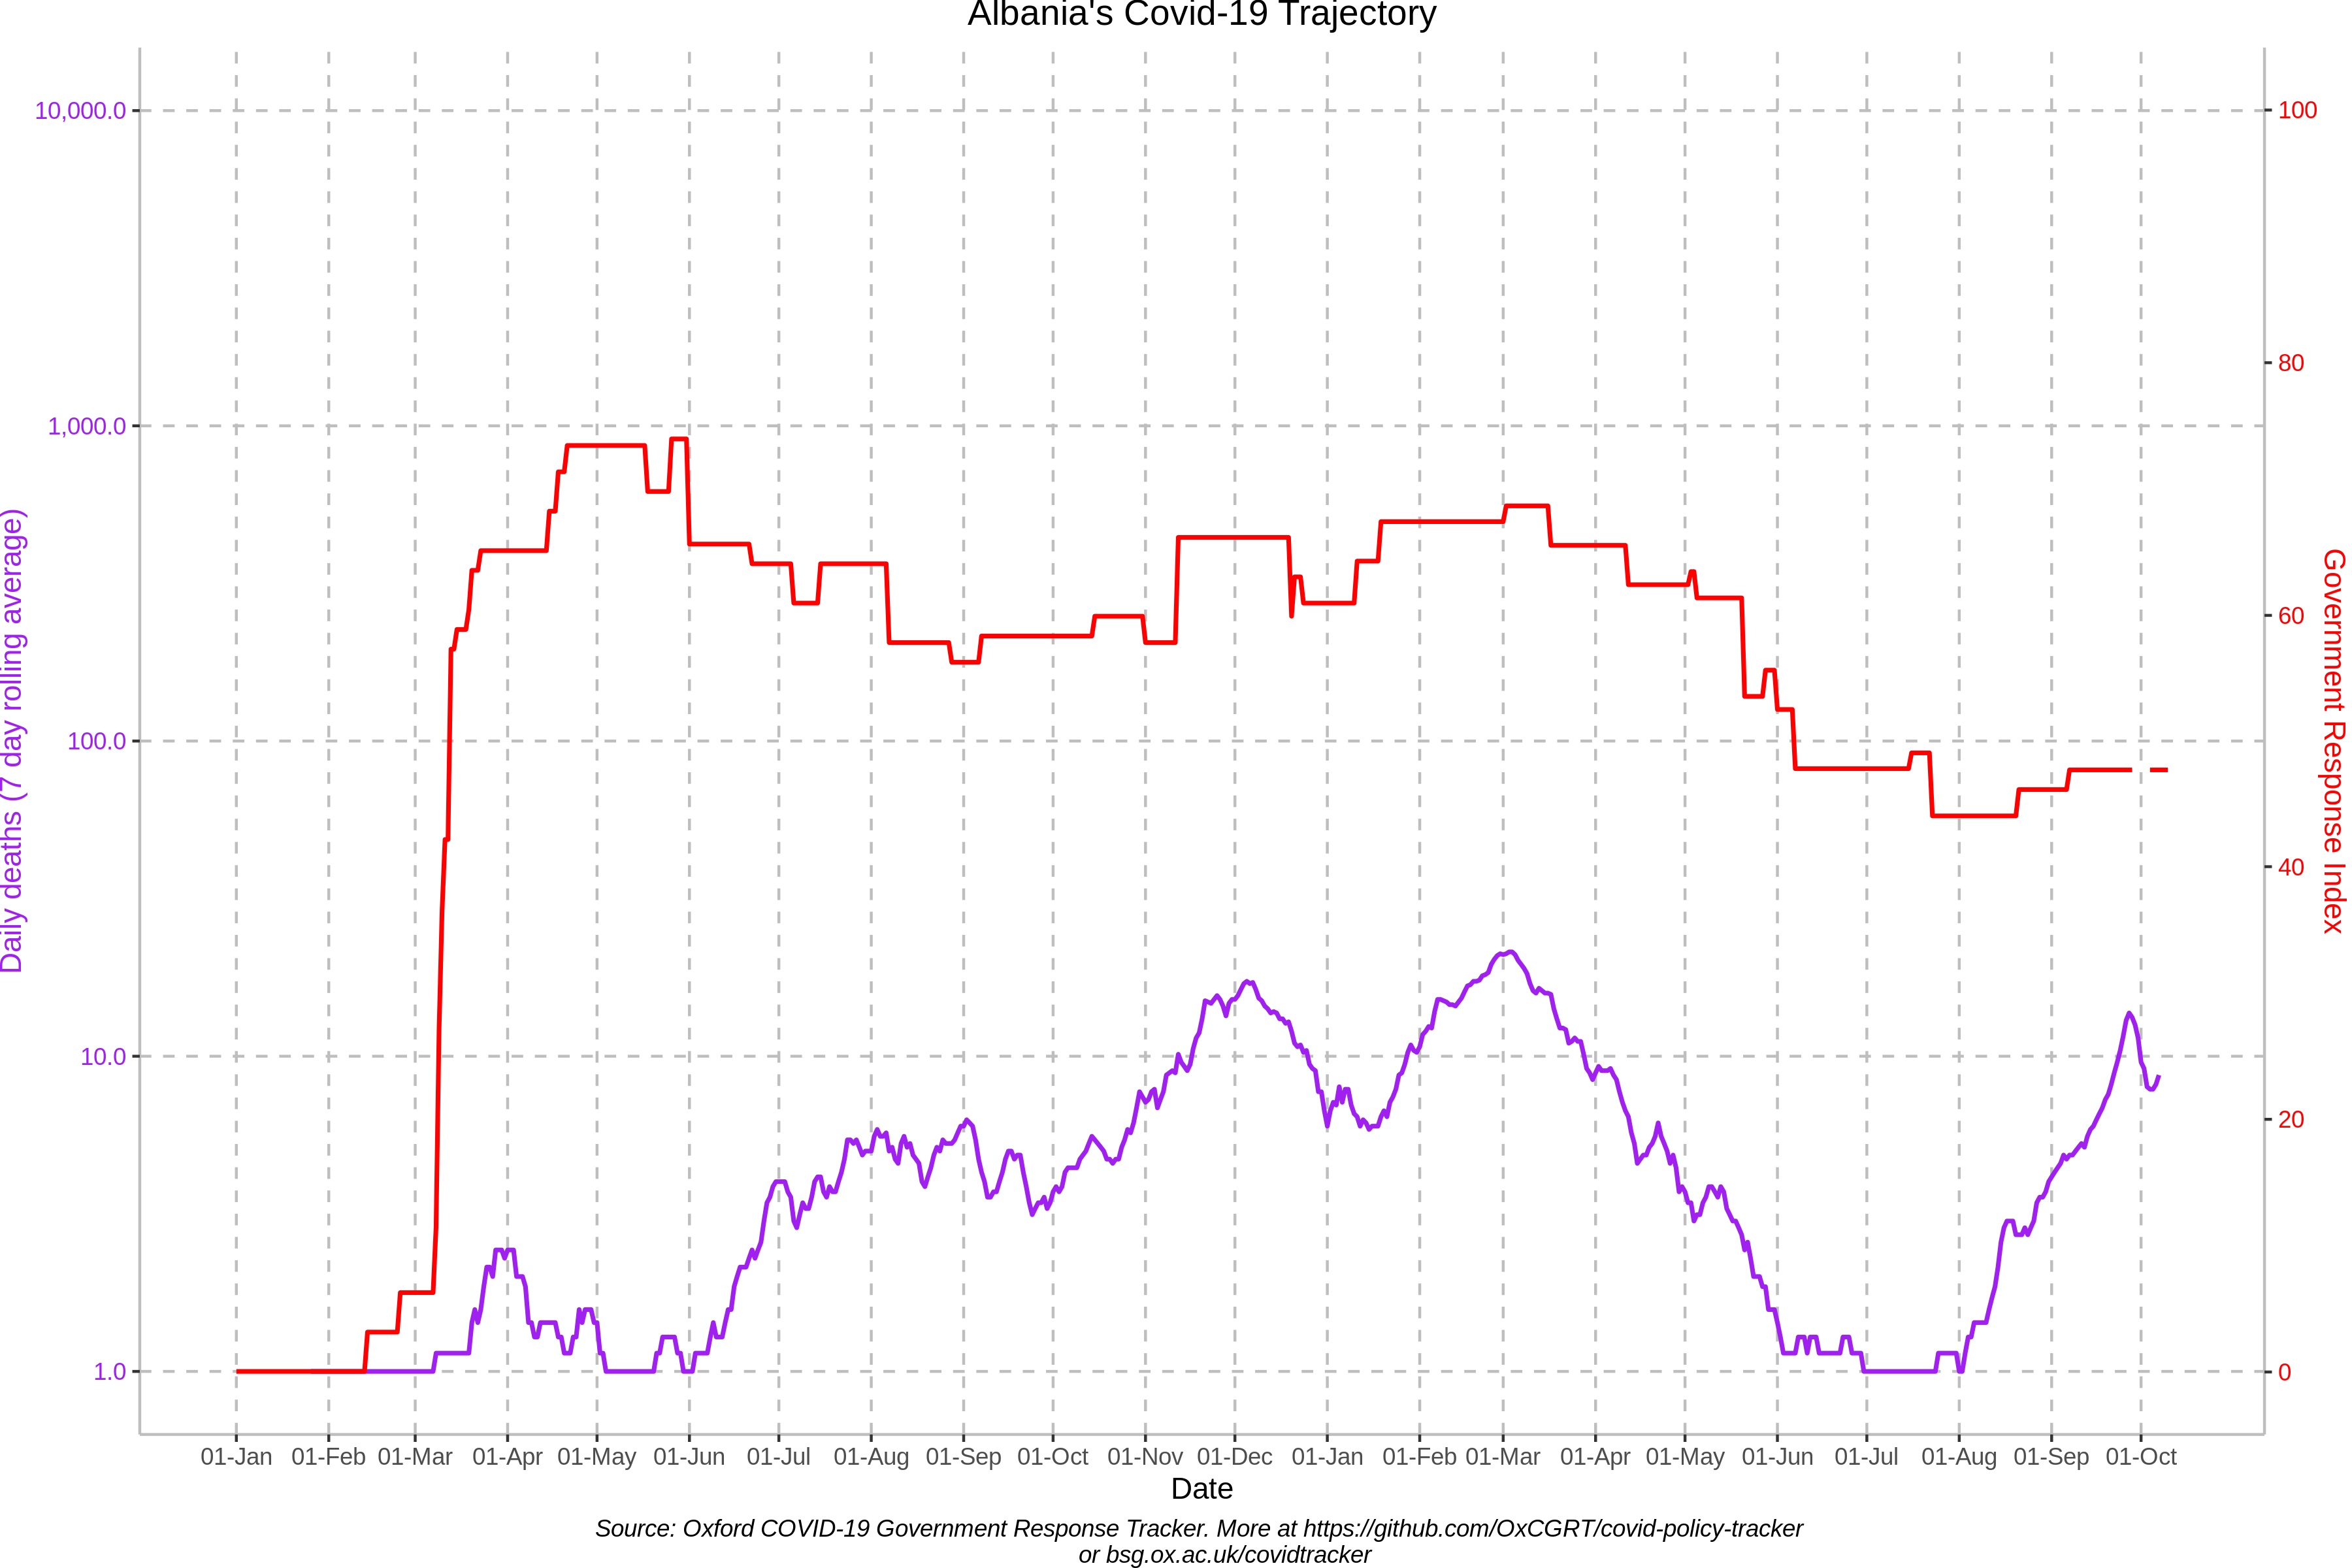 Albania's Covid-19 Trajectory
10,000.0
1,000.0
100.0
10.0
1.0
Daily deaths (7 day rolling average)
100
80
60
40
20
0
Government Response Index
01-Jan 01-Feb 01-Mar 01-Apr 01-May 01-Jun 01-Jul 01-Aug 01-Sep 01-Oct 01-Nov 01-Dec 01-Jan 01-Feb 01-Mar 01-Apr 01-May 01-Jun 01-Jul 01-Aug 01-Sep 01-Oct
Date
Source: Oxford COVID-19 Government Response Tracker. More at https://github.com/OxCGRT/covid-policy-tracker
or bsg.ox.ac.uk/covidtracker